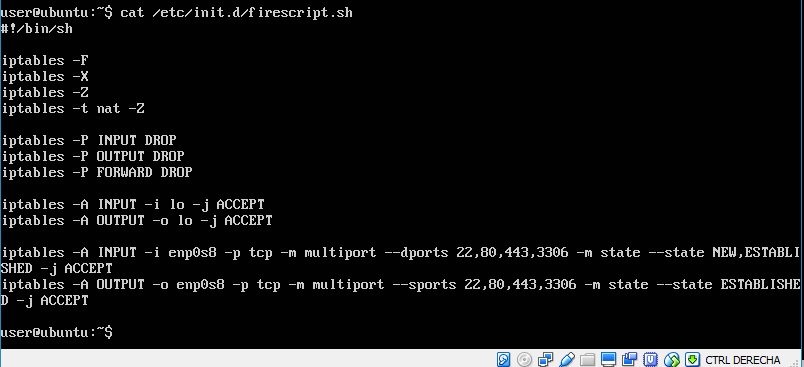 user@ubuntu:~$ cat /etc/init.d/firescript.sh
#!/bin/sh
iptables -F
iptables -X
iptables -Z
iptables -t nat -Z
iptables -P INPUT DROP
iptables -P OUTPUT DROP
iptables -P FORWARD DROP
iptables -A INPUT -i lo -j ACCEPT
iptables -A OUTPUT -o lo -j ACCEPT
iptables -A INPUT -i enp0s8 -p tcp -m multiport --dports 22,80,443,3306 -m state --state NEW,ESTABLI
SHED -j ACCEPT
iptables -A OUTPUT -o enp0s8 -p tcp -m multiport --sports 22,80,443,3306 -m state --state ESTABLISHE
D -j ACCEPT
user@ubuntu:~$
CTRL DERECHA